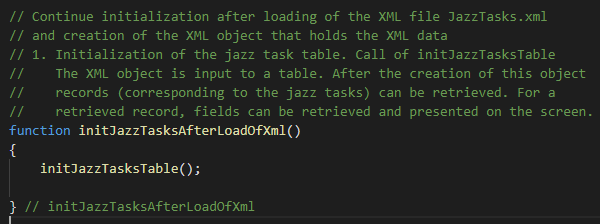 // Continue initialization after loading of the XML file JazzTasks.xml
// and creation of the XML object that holds the XML data
// 1. Initialization of the jazz task table. Call of initJazzTasksTable
//    The XML object is input to a table. After the creation of this object
//    records (corresponding to the jazz tasks) can be retrieved. For a
//    retrieved record, fields can be retrieved and presented on the screen.
function initJazzTasksAfterLoadOfXml()
{
    initJazzTasksTable();
} // initJazzTasksAfterLoadOfXml